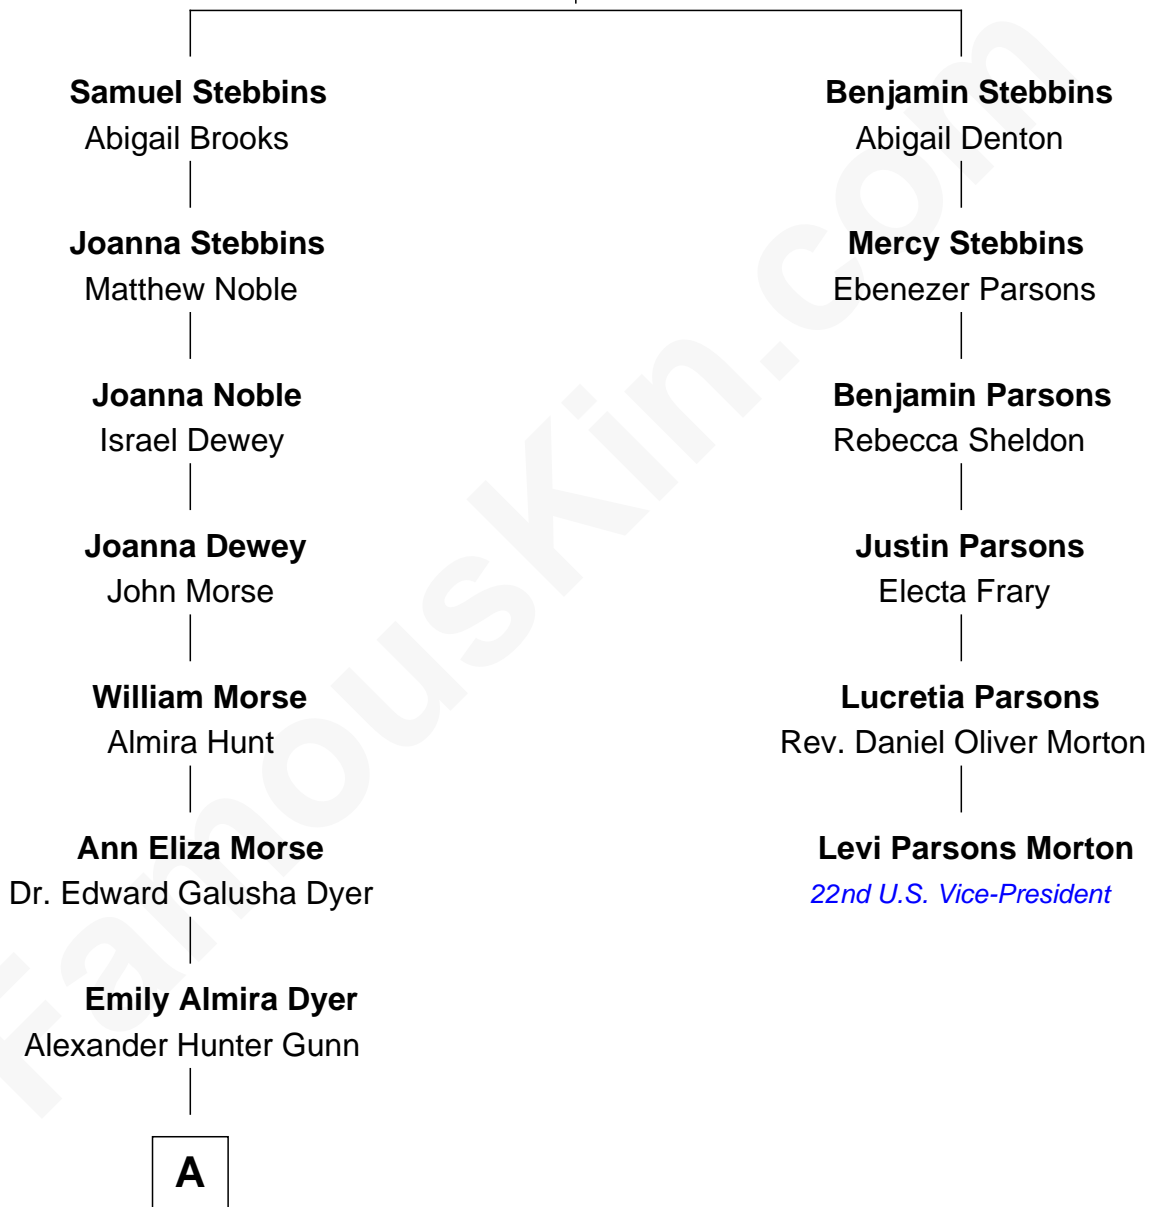 Samuel Stebbins
Abigail Brooks
Joanna Stebbins
Matthew Noble
Joanna Noble
Israel Dewey
Joanna Dewey
John Morse
William Morse
Almira Hunt
Ann Eliza Morse
Dr. Edward Galusha Dyer
Emily Almira Dyer
Alexander Hunter Gunn
A
Benjamin Stebbins
Abigail Denton
Mercy Stebbins
Ebenezer Parsons
Benjamin Parsons
Rebecca Sheldon
Justin Parsons
Electa Frary
Lucretia Parsons
Rev. Daniel Oliver Morton
Levi Parsons Morton
22nd U.S. Vice-President
FamousKin.com